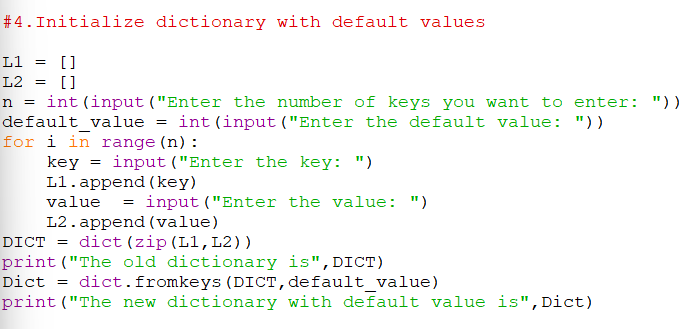 #4.Initialize dictionary with default values
L1 = []
L2 = []
n = int(input("Enter the number of keys you want to enter: "))
default_value = int(input("Enter the default value: "))
for i in range(n):
    key = input("Enter the key: ")
    L1.append(key)
    value  = input("Enter the value: ")
    L2.append(value)
DICT = dict(zip(L1,L2))
print("The old dictionary is",DICT)
Dict = dict.fromkeys(DICT,default_value)
print("The new dictionary with default value is",Dict)